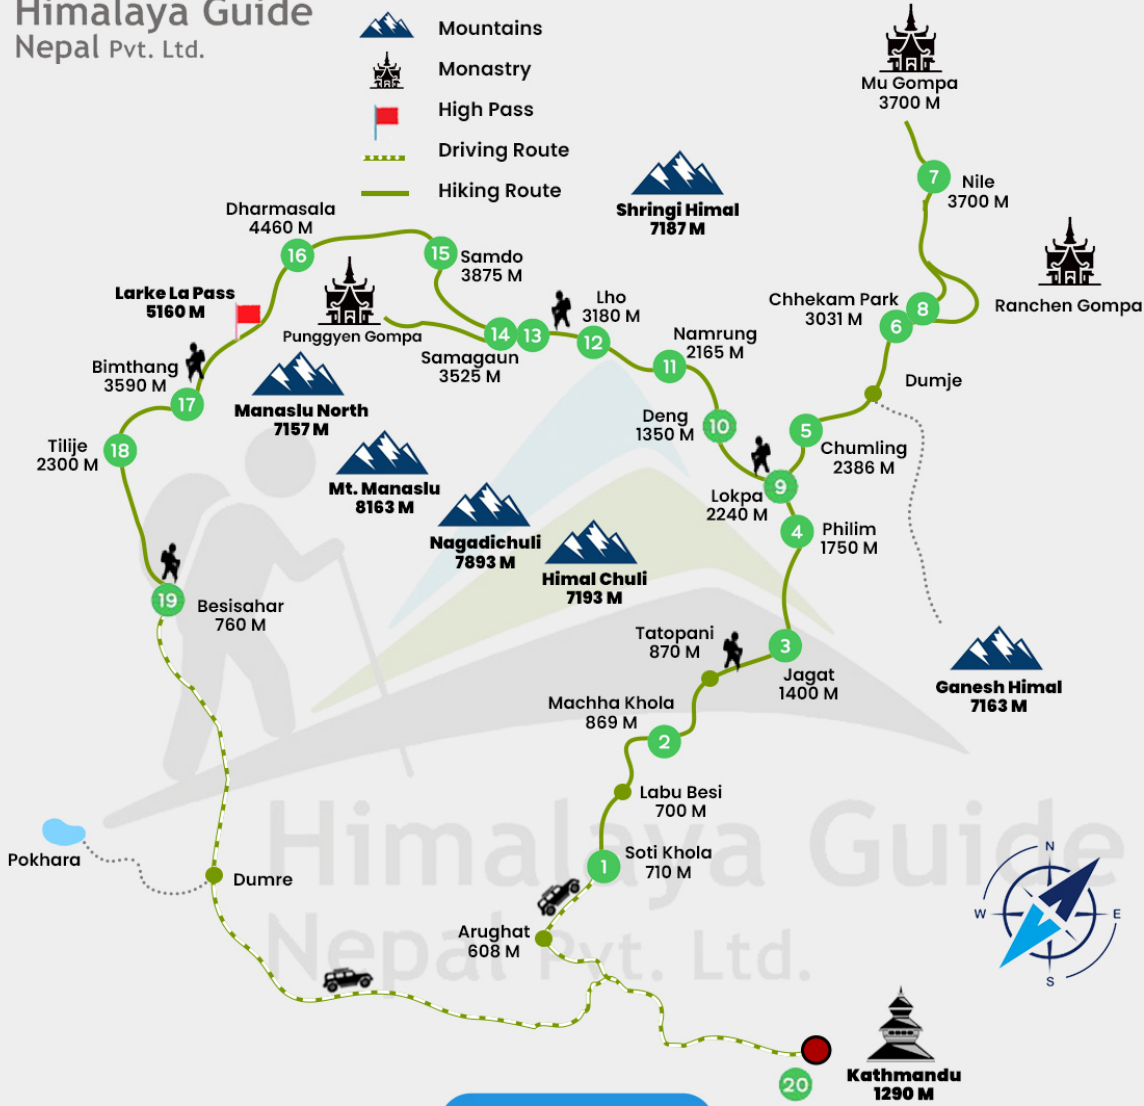 Himalaya Guide
Nepal Pvt. Ltd.
Mountains
Monastry
High Pass
Driving Route
Hiking Route
Mu Gompa
3700 M
7
Nile
3700 M
Shringi Himal
7187 M
Dharmasala
4460 M
16
15
Samdo
3875 M
Ranchen Gompa
Larke La Pass
5160 M
Punggyen Gompa
Lho
3180 M
Chhekam Park
3031 M
8
6
14
13
12
Samagaun
3525 M
Namrung
2165 M
11
Bimthang
3590 M
17
Manaslu North
7157 M
Dumje
Deng
1350 M
10
5
Chumling
2386 M
Tilije
2300 M
18
Mt. Manaslu
8163 M
Lokpa
2240 M
9
Nagadichuli
7893 M
4
Philim
1750 M
Himal Chuli
7193 M
19
Besisahar
760 M
Tatopani
870 M
3
Jagat
1400 M
Ganesh Himal
7163 M
Machha Khola
869 M
2
Labu Besi
700 M
Himalaya Guide
Nepal Pvt. Ltd.
Pokhara
Dumre
1
Soti Khola
710 M
Arughat
608 M
N
W
E
S
20
Kathmandu
1290 M